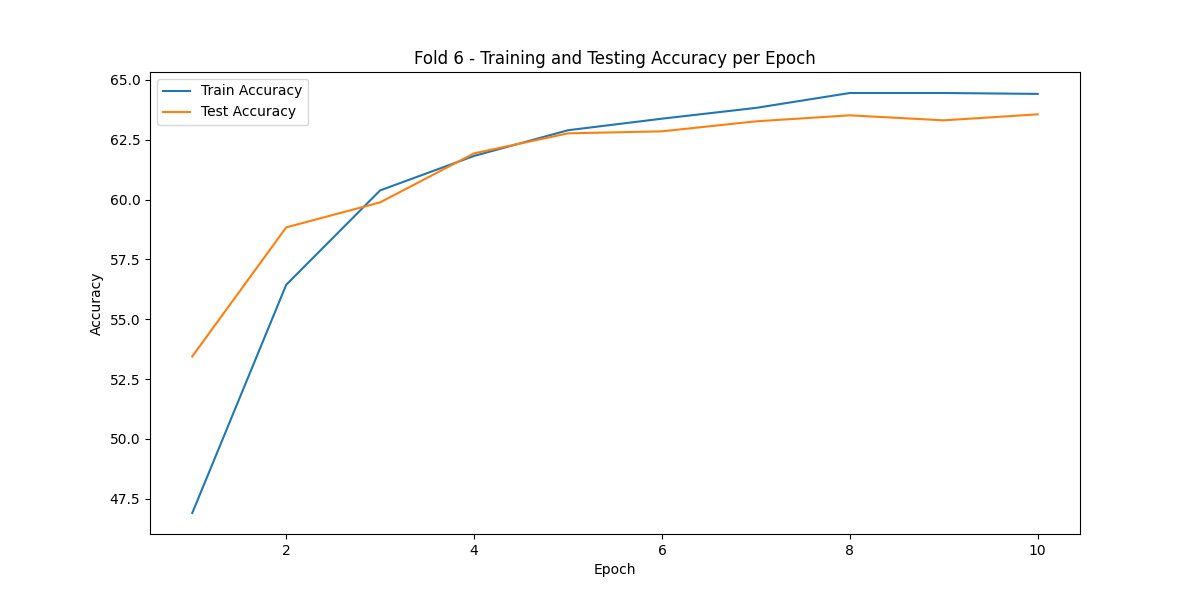 Fold 6 - Training and Testing Accuracy per Epoch
Train Accuracy
Test Accuracy
65.0
62.5
60.0
57.5
55.0
52.5
50.0
47.5
Accuracy
2 4 6 8 10
Epoch